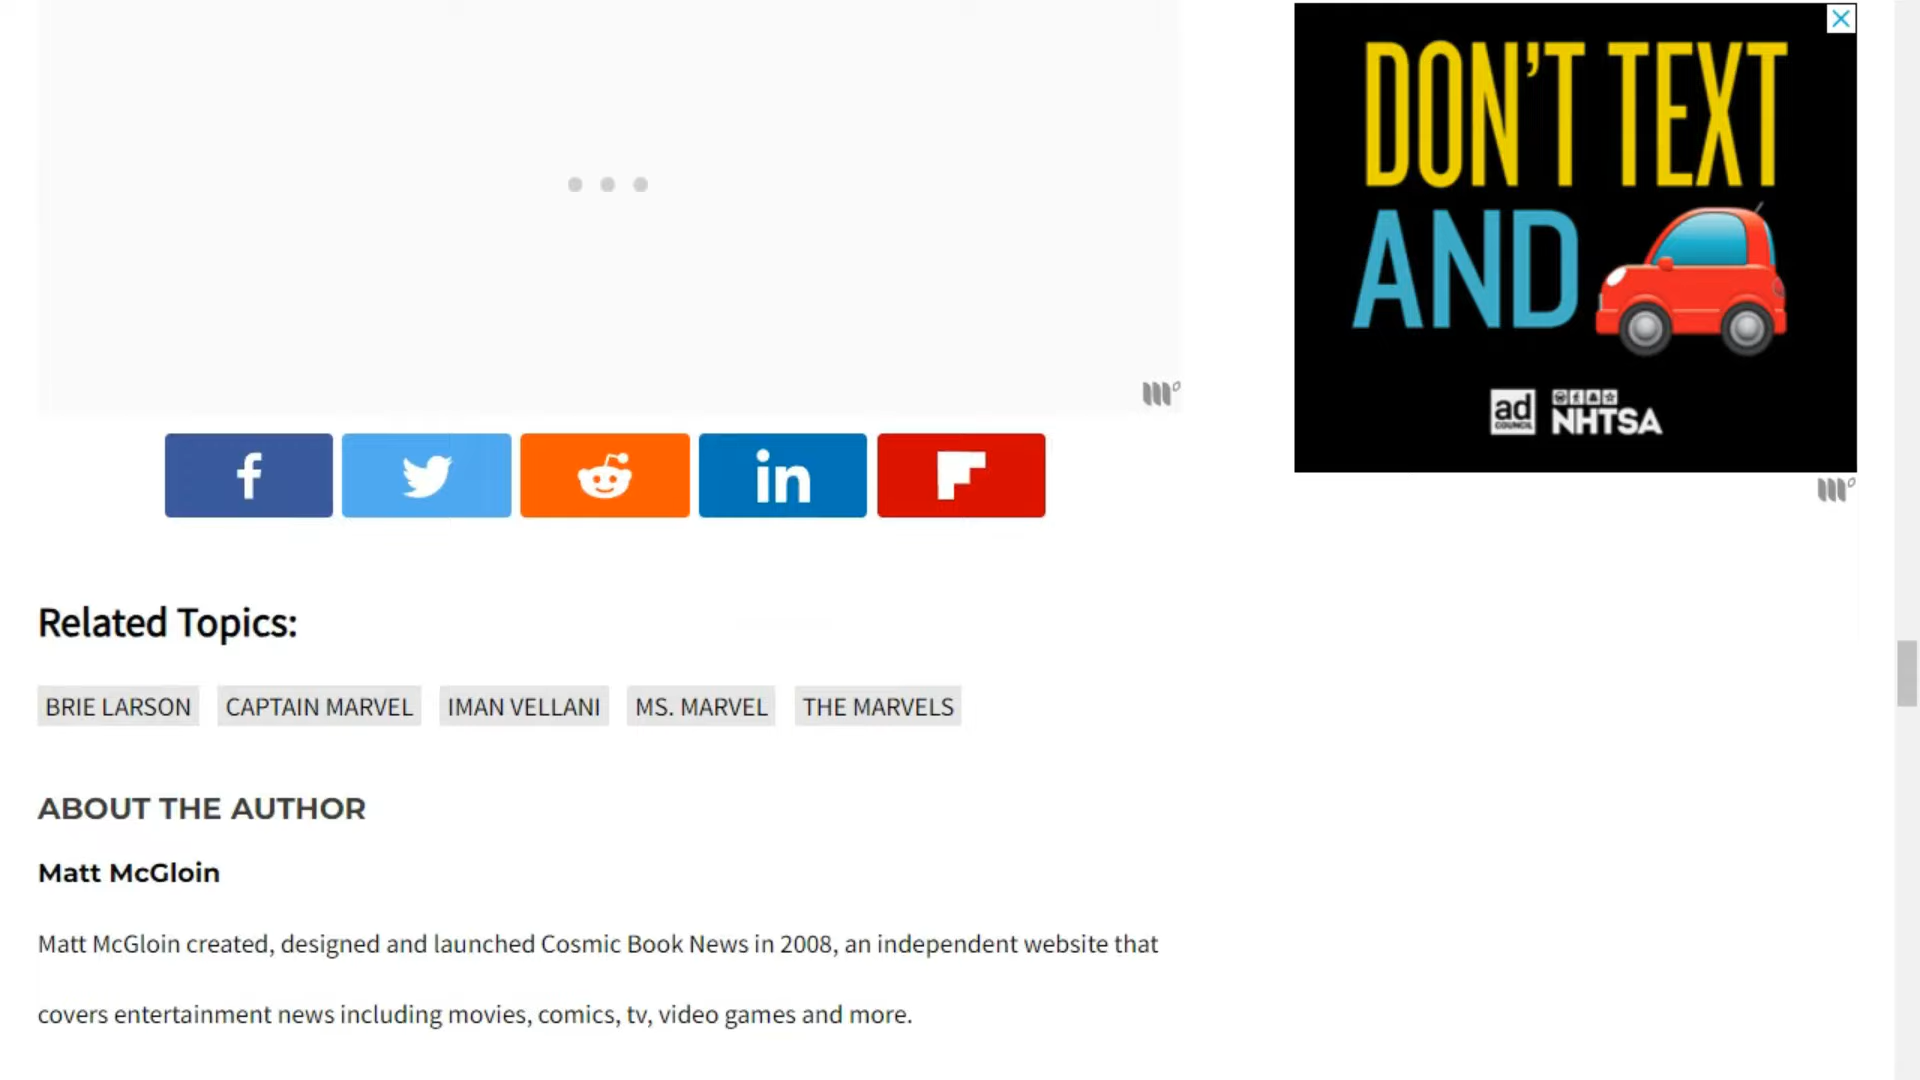 DON'T TEXT
AND
ad
COUNCIL
NHTSA
f
in
Related Topics:
BRIE LARSON
CAPTAIN MARVEL
IMAN VELLANI
MS. MARVEL
THE MARVELS
ABOUT THE AUTHOR
Matt McGloin
Matt McGloin created, designed and launched Cosmic Book News in 2008, an independent website that
covers entertainment news including movies, comics, tv, video games and more.